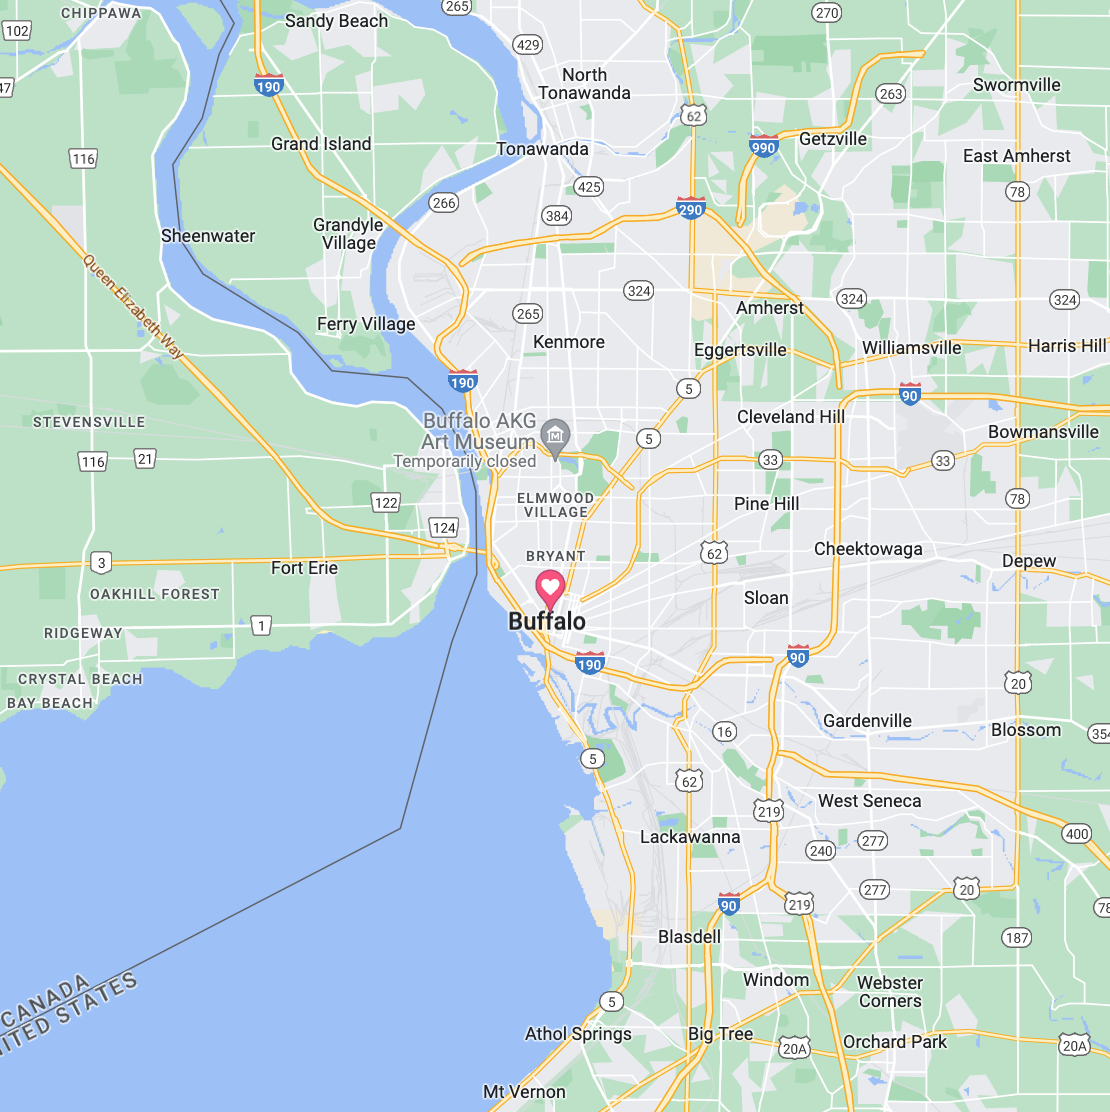 CHIPPAWA
Sandy Beach
265
270
102
429
47
190
North
Tonawanda
Swormville
263
62
116
Grand Island
Tonawanda
990
Getzville
East Amherst
425
78
266
384
290
Sheenwater
Grandyle
Village
Queen Elizabeth Way
324
324
324
265
Amherst
Ferry Village
Kenmore
Eggertsville
Williamsville
Harris Hill
190
5
90
STEVENSVILLE
Buffalo AKG
Art Museum
Temporarily closed
Cleveland Hill
Bowmansville
5
116
21
33
33
122
ELMWOOD
VILLAGE
Pine Hill
78
124
3
BRYANT
62
Cheektowaga
Fort Erie
Depew
OAKHILL FOREST
Sloan
RIDGEWAY
1
Buffalo
190
90
CRYSTAL BEACH
BAY BEACH
20
Gardenville
16
Blossom
354
5
62
West Seneca
219
Lackawanna
400
240
277
277
20
90
219
78
Blasdell
187
CANADA
UNITED STATES
Windom
Webster
Corners
5
Athol Springs
Big Tree
20A
Orchard Park
20A
Mt Vernon